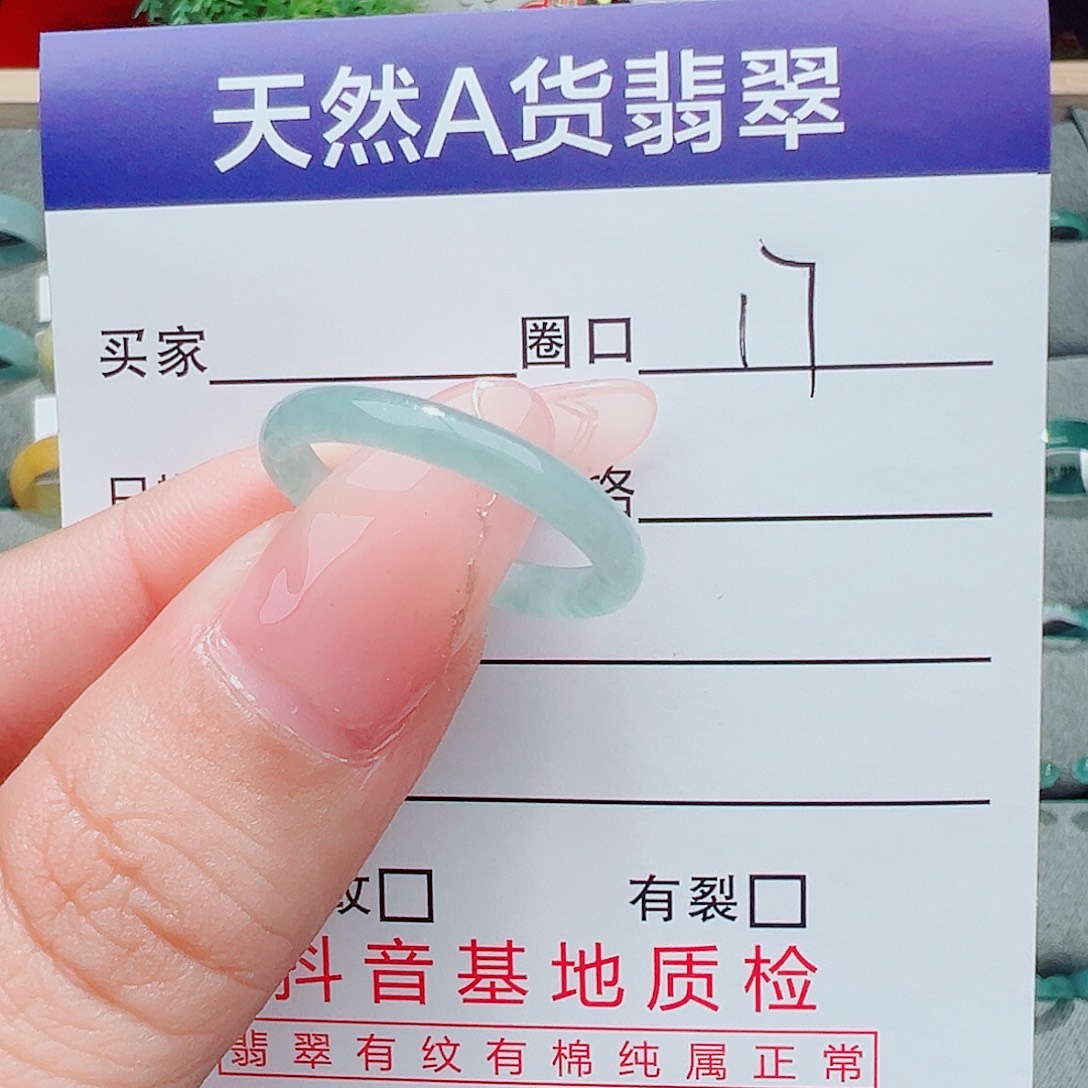 天然A货翡翠
买家 圈口 17
有裂
抖音基地质检
翡翠有纹有棉纯属正常